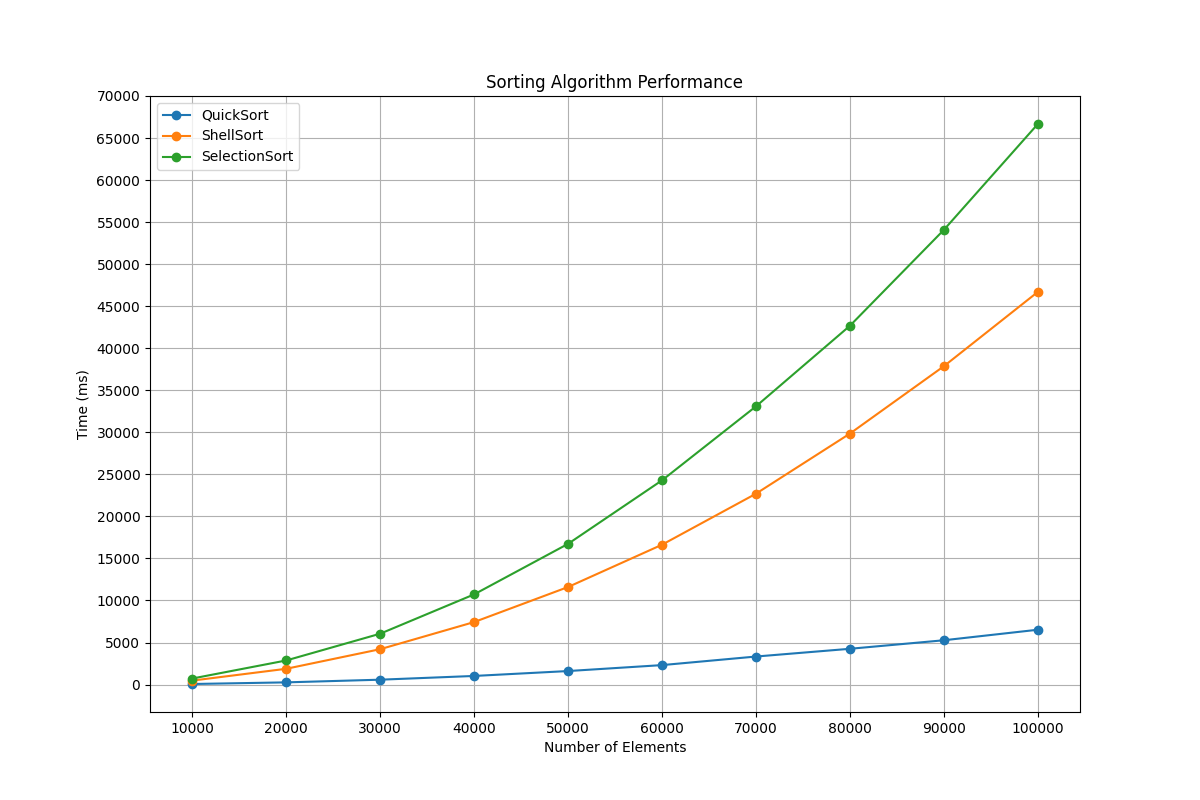 Sorting Algorithm Performance
QuickSort
ShellSort
SelectionSort
70000
65000
60000
55000
50000
45000
40000
35000
30000
25000
20000
15000
10000
5000
0
Time (ms)
10000 20000 30000 40000 50000 60000 70000 80000 90000 100000
Number of Elements